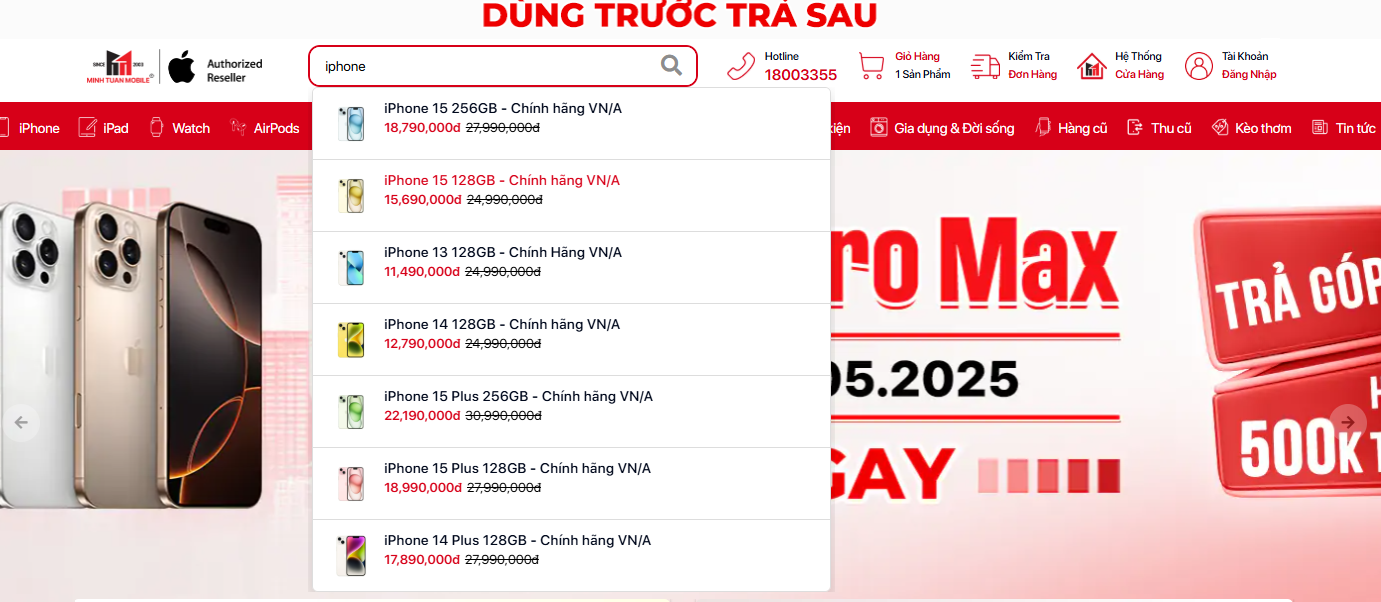 DÙNG TRƯỚC TRẢ SAU
SINCE 2003
MINH TUAN MOBILE
Authorized
Reseller
iphone
Hotline
18003355
Giỏ Hàng
1 Sản Phẩm
Kiểm Tra
Đơn Hàng
Hệ Thống
Cửa Hàng
Tài Khoản
Đăng Nhập
iPhone
iPad
Watch
AirPods
kiện
Gia dụng & Đời sống
Hàng cũ
Thu cũ
Kèo thơm
Tin tức
iPhone 15 256GB - Chính hãng VN/A
18,790,000đ 27,990,000đ
iPhone 15 128GB - Chính hãng VN/A
15,690,000đ 24,990,000đ
iPhone 13 128GB - Chính Hãng VN/A
11,490,000đ 24,990,000đ
iPhone 14 128GB - Chính hãng VN/A
12,790,000đ 24,990,000đ
iPhone 15 Plus 256GB - Chính hãng VN/A
22,190,000đ 30,990,000đ
iPhone 15 Plus 128GB - Chính hãng VN/A
18,990,000đ 27,990,000đ
iPhone 14 Plus 128GB - Chính hãng VN/A
17,890,000đ 27,990,000đ
ro Max
05.2025
GAY
TRẢ GÓP
H
500K T